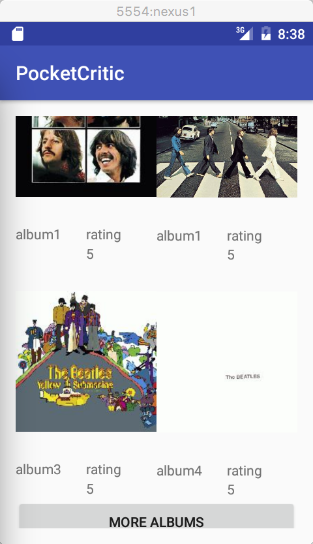 5554:nexus1
3G 8:38
PocketCritic
album1 rating album1 rating
5 5
The Beatles
Yellow Submarine
The BEATLES
album3 rating album4 rating
5 5
MORE ALBUMS